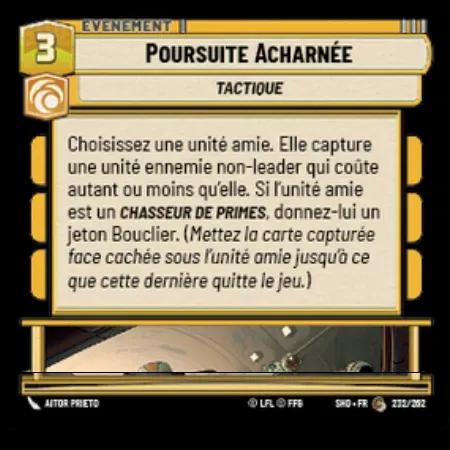 ÉVÉNEMENT
3
POURSUITE ACHARNÉE
TACTIQUE
Choisissez une unité amie. Elle capture
une unité ennemie non-leader qui coûte
autant ou moins qu'elle. Si l'unité amie
est un CHASSEUR DE PRIMES, donnez-lui un
jeton Bouclier. (Mettez la carte capturée
face cachée sous l'unité amie jusqu'à ce
que cette dernière quitte le jeu.)
AITOR PRIETO © LFL © FFG SHD • FR 232/262